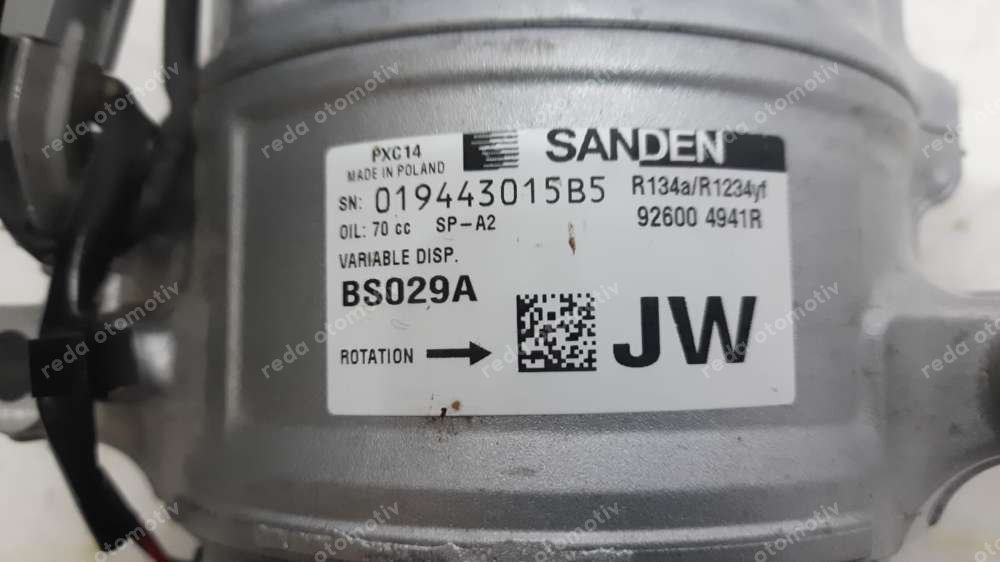 PXC14
MADE IN POLAND
SANDEN
SN: 019443015B5
R134a/R1234yf
OIL: 70 cc SP-A2
92600 4941R
VARIABLE DISP.
BS029A
JW
ROTATION
reda otomotiv